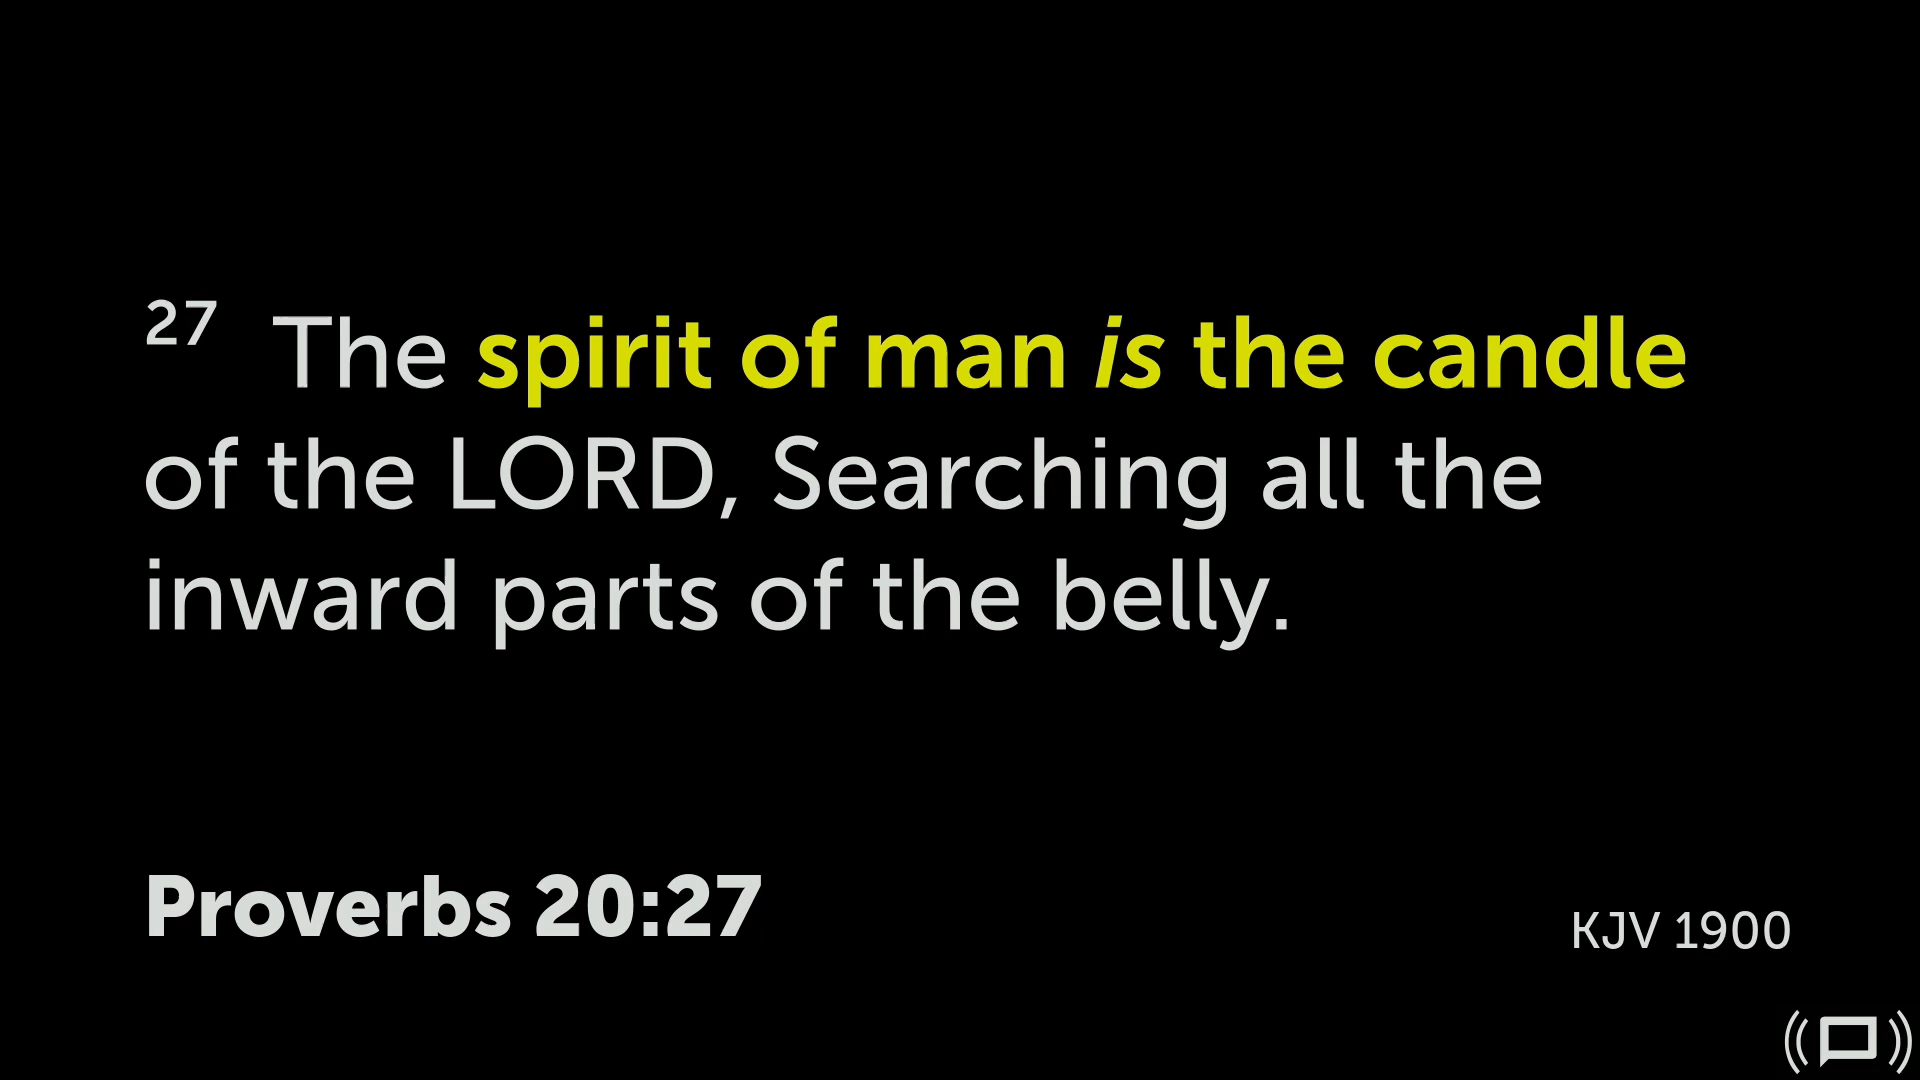 27 The spirit of man is the candle
of the LORD, Searching all the
inward parts of the belly.
Proverbs 20:27
KJV 1900